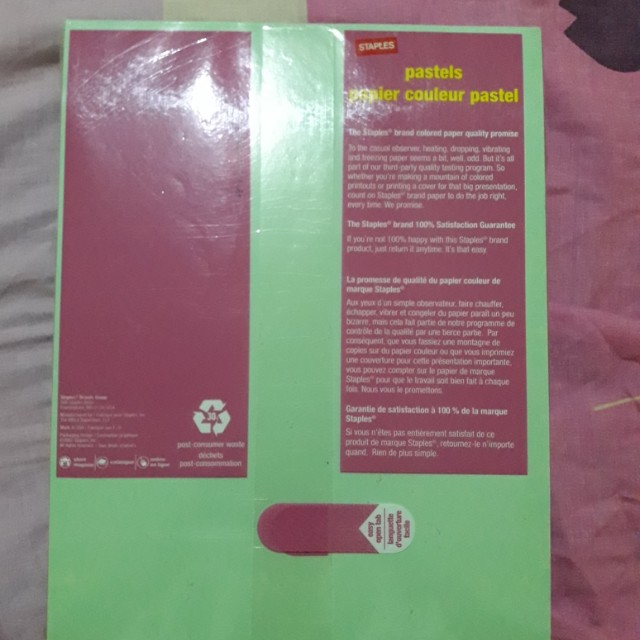 STAPLES
pastels
papier couleur pastel
The Staples® brand colored paper quality promise
To the casual observer, heating, dropping, vibrating
and freezing paper seems a bit, well, odd. But it's all
part of our third-party quality testing program. So
whether you're making a mountain of colored
printouts or printing a cover for that big presentation,
count on Staples® brand paper to do the job right,
every time. We promise.
The Staples® brand 100% Satisfaction Guarantee
If you're not 100% happy with this Staples® brand
product, just return it anytime. It's that easy.
La promesse de qualité du papier couleur de
marque Staples®
Aux yeux d'un simple observateur, faire chauffer,
échapper, vibrer et congeler du papier paraît un peu
bizarre, mais cela fait partie de notre programme de
contrôle de la qualité par une tierce partie. Par
conséquent, que vous fassiez une montagne de
copies sur du papier couleur ou que vous imprimiez
une couverture pour cette présentation importante,
vous pouvez compter sur le papier de marque
Staples® pour que le travail soit bien fait à chaque
fois. Nous vous le promettons.
Garantie de satisfaction à 100 % de la marque
Staples®
Si vous n'êtes pas entièrement satisfait de ce
produit de marque Staples®, retournez-le n'importe
quand. Rien de plus simple.
post-consumer waste
déchets
post-consommation
easy
open tab
languette
d'ouverture
facile